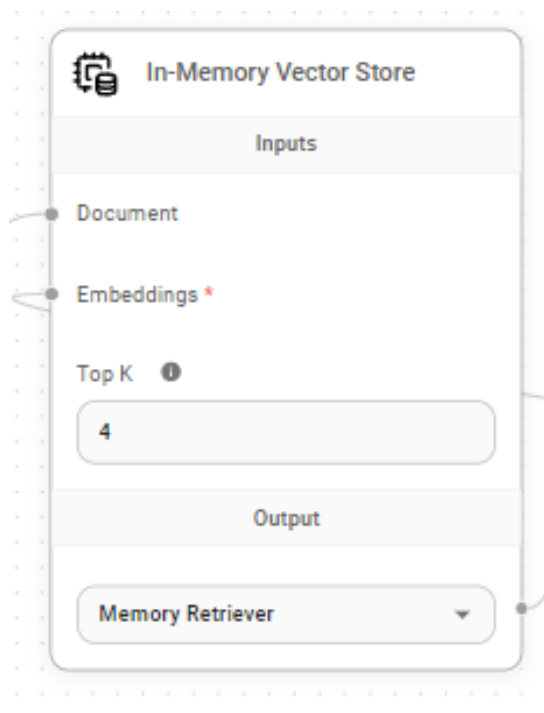 In-Memory Vector Store
Inputs
Document
Embeddings *
Top K
4
Output
Memory Retriever